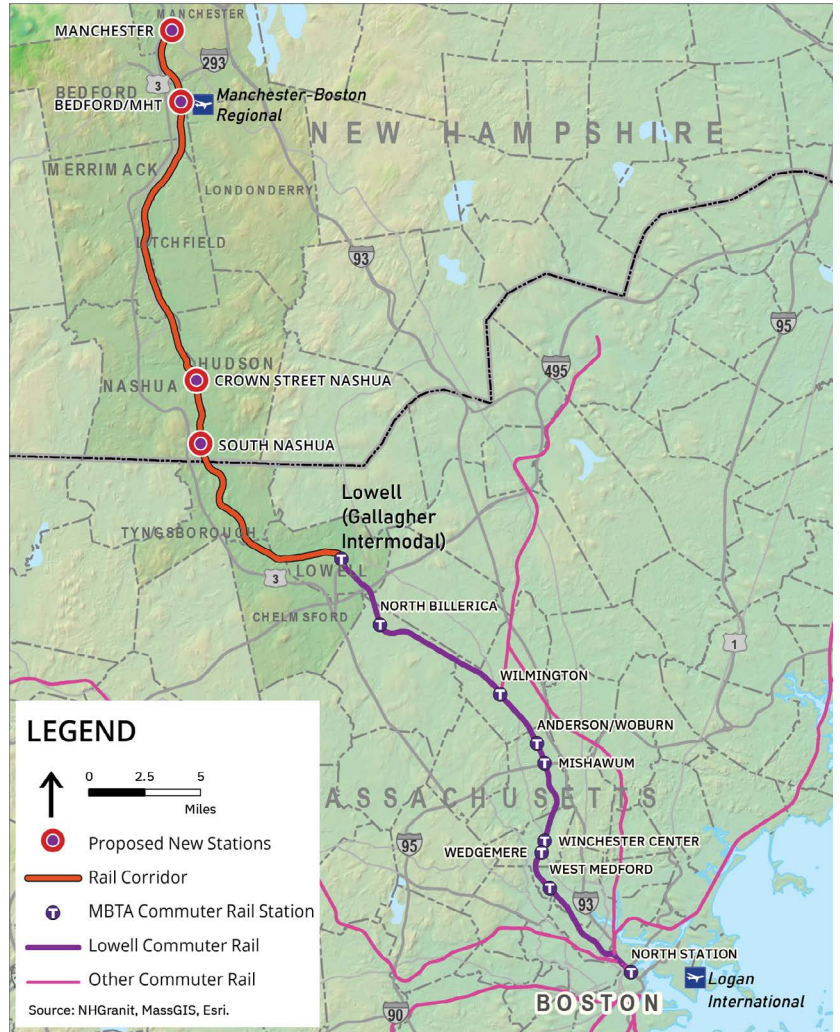 MANCHESTER
MANCHESTER
293
BEDFORD
3
BEDFORD/MHT
Manchester-Boston
Regional
NEW HAMPSHIRE
MERRIMACK
LONDONDERRY
LITCHFIELD
93
95
HUDSON
495
NASHUA
CROWN STREET NASHUA
SOUTH NASHUA
Lowell
(Gallagher
Intermodal)
TYNGSBOROUGH
LOWELL
3
NORTH BILLERICA
CHELMSFORD
1
WILMINGTON
ANDERSON/WOBURN
MISHAWUM
MASSACHUSETTS
WINCHESTER CENTER
WEDGEMERE
95
WEST MEDFORD
93
NORTH STATION
Logan
International
BOSTON
90
LEGEND
0 2.5 5
Miles
Proposed New Stations
Rail Corridor
T MBTA Commuter Rail Station
Lowell Commuter Rail
Other Commuter Rail
Source: NHGranit, MassGIS, Esri.